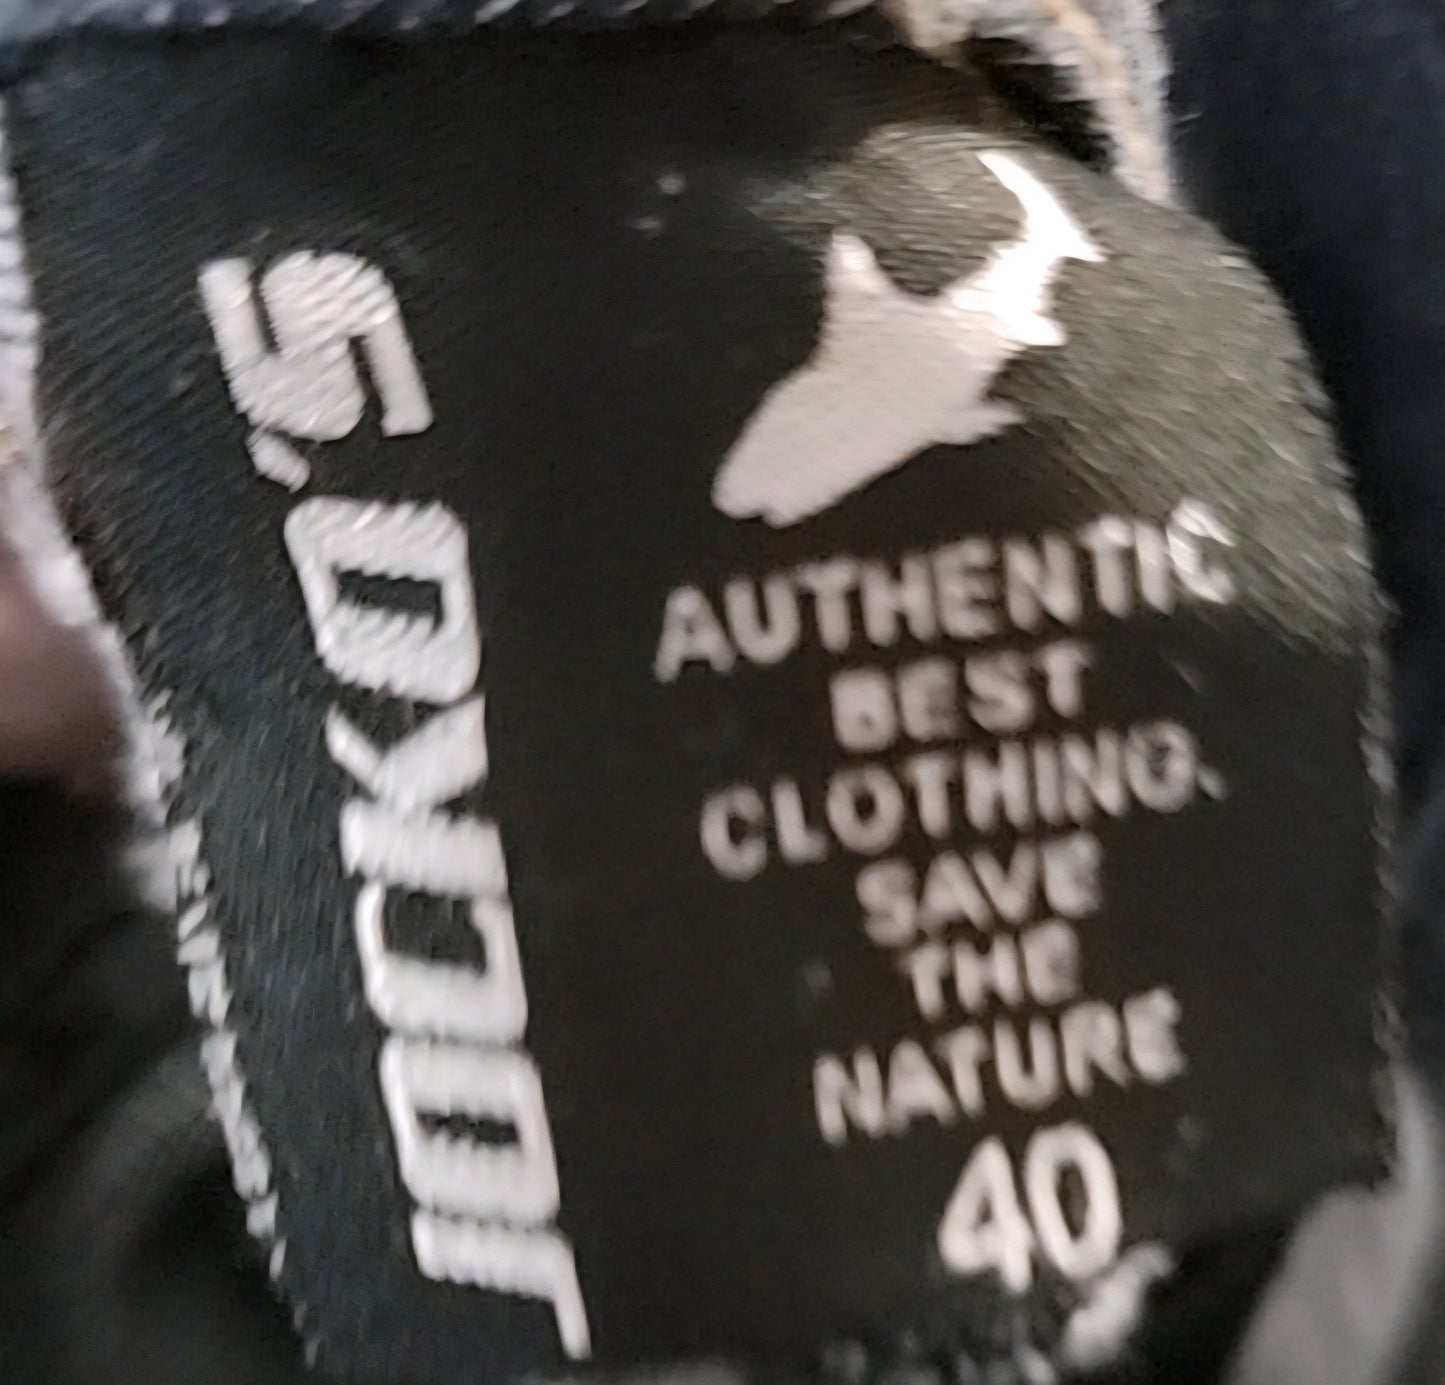 JOCKO'S
AUTHENTIC
BEST
CLOTHING.
SAVE
THE
NATURE
40